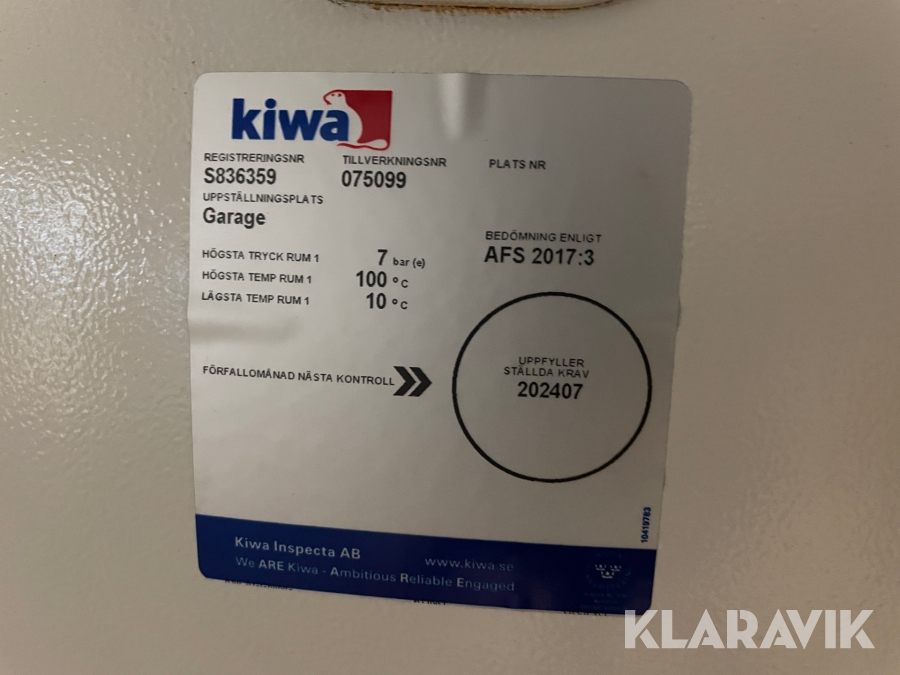 kiwa
REGISTRERINGSNR
S836359
TILLVERKNINGSNR
075099
PLATS NR
UPPSTÄLLNINGSPLATS
Garage
BEDÖMNING ENLIGT
AFS 2017:3
HÖGSTA TRYCK RUM 1 7 bar (e)
HÖGSTA TEMP RUM 1 100 °C
LÄGSTA TEMP RUM 1 10 °C
FÖRFALLOMÅNAD NÄSTA KONTROLL
UPPFYLLER
STÄLLDA KRAV
202407
10419763
Kiwa Inspecta AB
www.kiwa.se
We ARE Kiwa - Ambitious Reliable Engaged
KLARAVIK